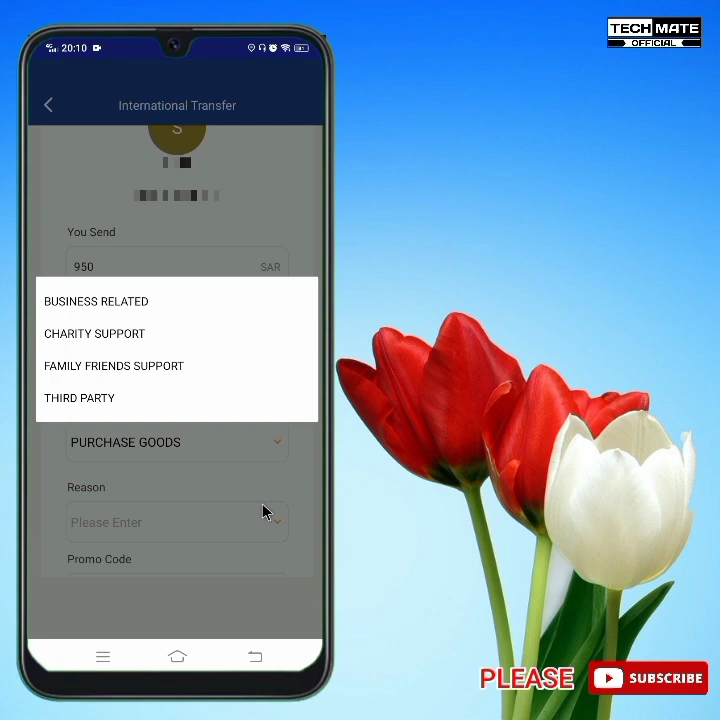 TECH MATE
OFFICIAL
20:10
International Transfer
S
You Send
950 SAR
BUSINESS RELATED
CHARITY SUPPORT
FAMILY FRIENDS SUPPORT
THIRD PARTY
PURCHASE GOODS
Reason
Please Enter
Promo Code
PLEASE SUBSCRIBE